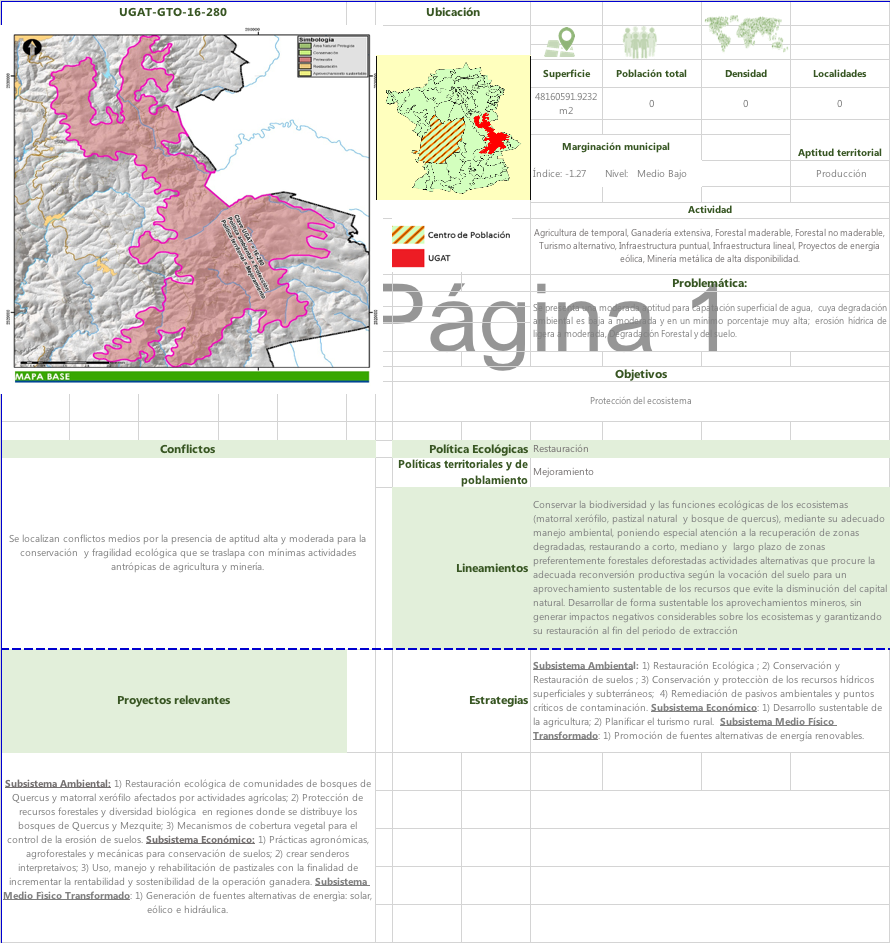 UGAT-GTO-16-280
Ubicación
Simbología
Área Natural Protegida
Conservación
Protección
Restauración
Aprovechamiento sustentable
Clave UGAT = 16-280
Política ambiental = Protección
Política territorial = Mejoramiento
MAPA BASE
Centro de Población
UGAT
Superficie
Población total
Densidad
Localidades
48160591.9232
m2
0
0
0
Marginación municipal
Aptitud territorial
Índice: -1.27 Nivel: Medio Bajo
Producción
Actividad
Agricultura de temporal, Ganadería extensiva, Forestal maderable, Forestal no maderable,
Turismo alternativo, Infraestructura puntual, Infraestructura lineal, Proyectos de energia
eólica, Minería metálica de alta disponibilidad.
Problemática:
Se presenta una moderada aptitud para captación superficial de agua, cuya degradación
ambiental es baja a moderada y en un mínimo porcentaje muy alta; erosión hídrica de
ligera a moderada, Degradación Forestal y del suelo.
Página 1
Objetivos
Protección del ecosistema
Conflictos
Se localizan conflictos medios por la presencia de aptitud alta y moderada para la
conservación y fragilidad ecológica que se traslapa con mínimas actividades
antrópicas de agricultura y minería.
Política Ecológicas
Restauración
Políticas territoriales y de
poblamiento
Mejoramiento
Lineamientos
Conservar la biodiversidad y las funciones ecológicas de los ecosistemas
(matorral xerófilo, pastizal natural y bosque de quercus), mediante su adecuado
manejo ambiental, poniendo especial atención a la recuperación de zonas
degradadas, restaurando a corto, mediano y largo plazo de zonas
preferentemente forestales deforestadas actividades alternativas que procure la
adecuada reconversión productiva según la vocación del suelo para un
aprovechamiento sustentable de los recursos que evite la disminución del capital
natural. Desarrollar de forma sustentable los aprovechamientos mineros, sin
generar impactos negativos considerables sobre los ecosistemas y garantizando
su restauración al fin del periodo de extracción
Proyectos relevantes
Estrategias
Subsistema Ambiental: 1) Restauración Ecológica ; 2) Conservación y
Restauración de suelos ; 3) Conservación y protección de los recursos hídricos
superficiales y subterráneos; 4) Remediación de pasivos ambientales y puntos
críticos de contaminación. Subsistema Económico: 1) Desarrollo sustentable de
la agricultura; 2) Planificar el turismo rural. Subsistema Medio Físico
Transformado: 1) Promoción de fuentes alternativas de energía renovables.
Subsistema Ambiental: 1) Restauración ecológica de comunidades de bosques de
Quercus y matorral xerófilo afectados por actividades agrícolas; 2) Protección de
recursos forestales y diversidad biológica en regiones donde se distribuye los
bosques de Quercus y Mezquite; 3) Mecanismos de cobertura vegetal para el
control de la erosión de suelos. Subsistema Económico: 1) Prácticas agronómicas,
agroforestales y mecánicas para conservación de suelos; 2) crear senderos
interpretaivos; 3) Uso, manejo y rehabilitación de pastizales con la finalidad de
incrementar la rentabilidad y sostenibilidad de la operación ganadera. Subsistema
Medio Fisico Transformado: 1) Generación de fuentes alternativas de energia: solar,
eólico e hidráulica.